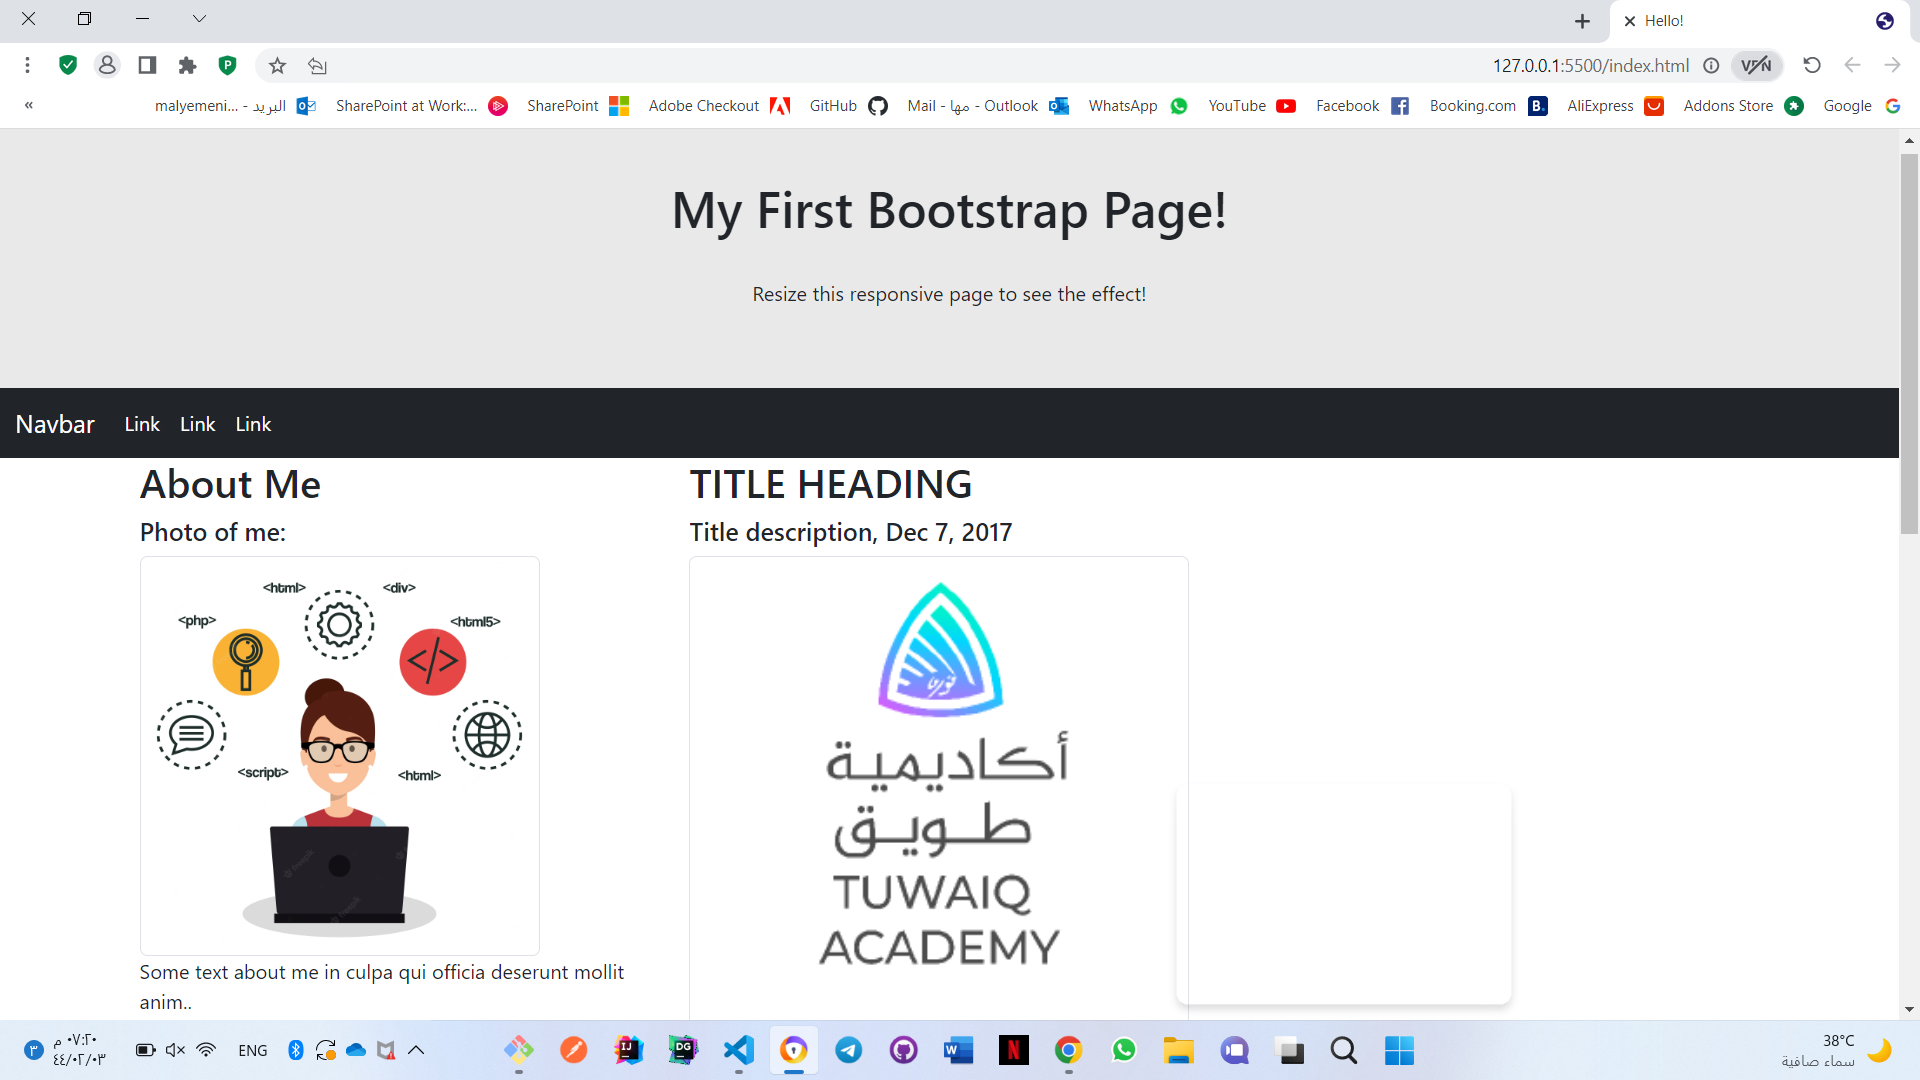 Hello!
127.0.0.1:5500/index.html
VPN
malyemeni... - البريد
SharePoint at Work:...
SharePoint
Adobe Checkout
GitHub
Mail - مها - Outlook
WhatsApp
YouTube
Facebook
Booking.com
AliExpress
Addons Store
Google
My First Bootstrap Page!
Resize this responsive page to see the effect!
Navbar Link Link Link
About Me
Photo of me:
<html>
<div>
<php>
<html5>
</>
<script>
<html>
Some text about me in culpa qui officia deserunt mollit
anim..
TITLE HEADING
Title description, Dec 7, 2017
أكاديمية
طويق
TUWAIQ
ACADEMY
٠٧:٢٠ م
٤٤/٠٢/٠٣
٣
ENG
38°C
سماء صافية